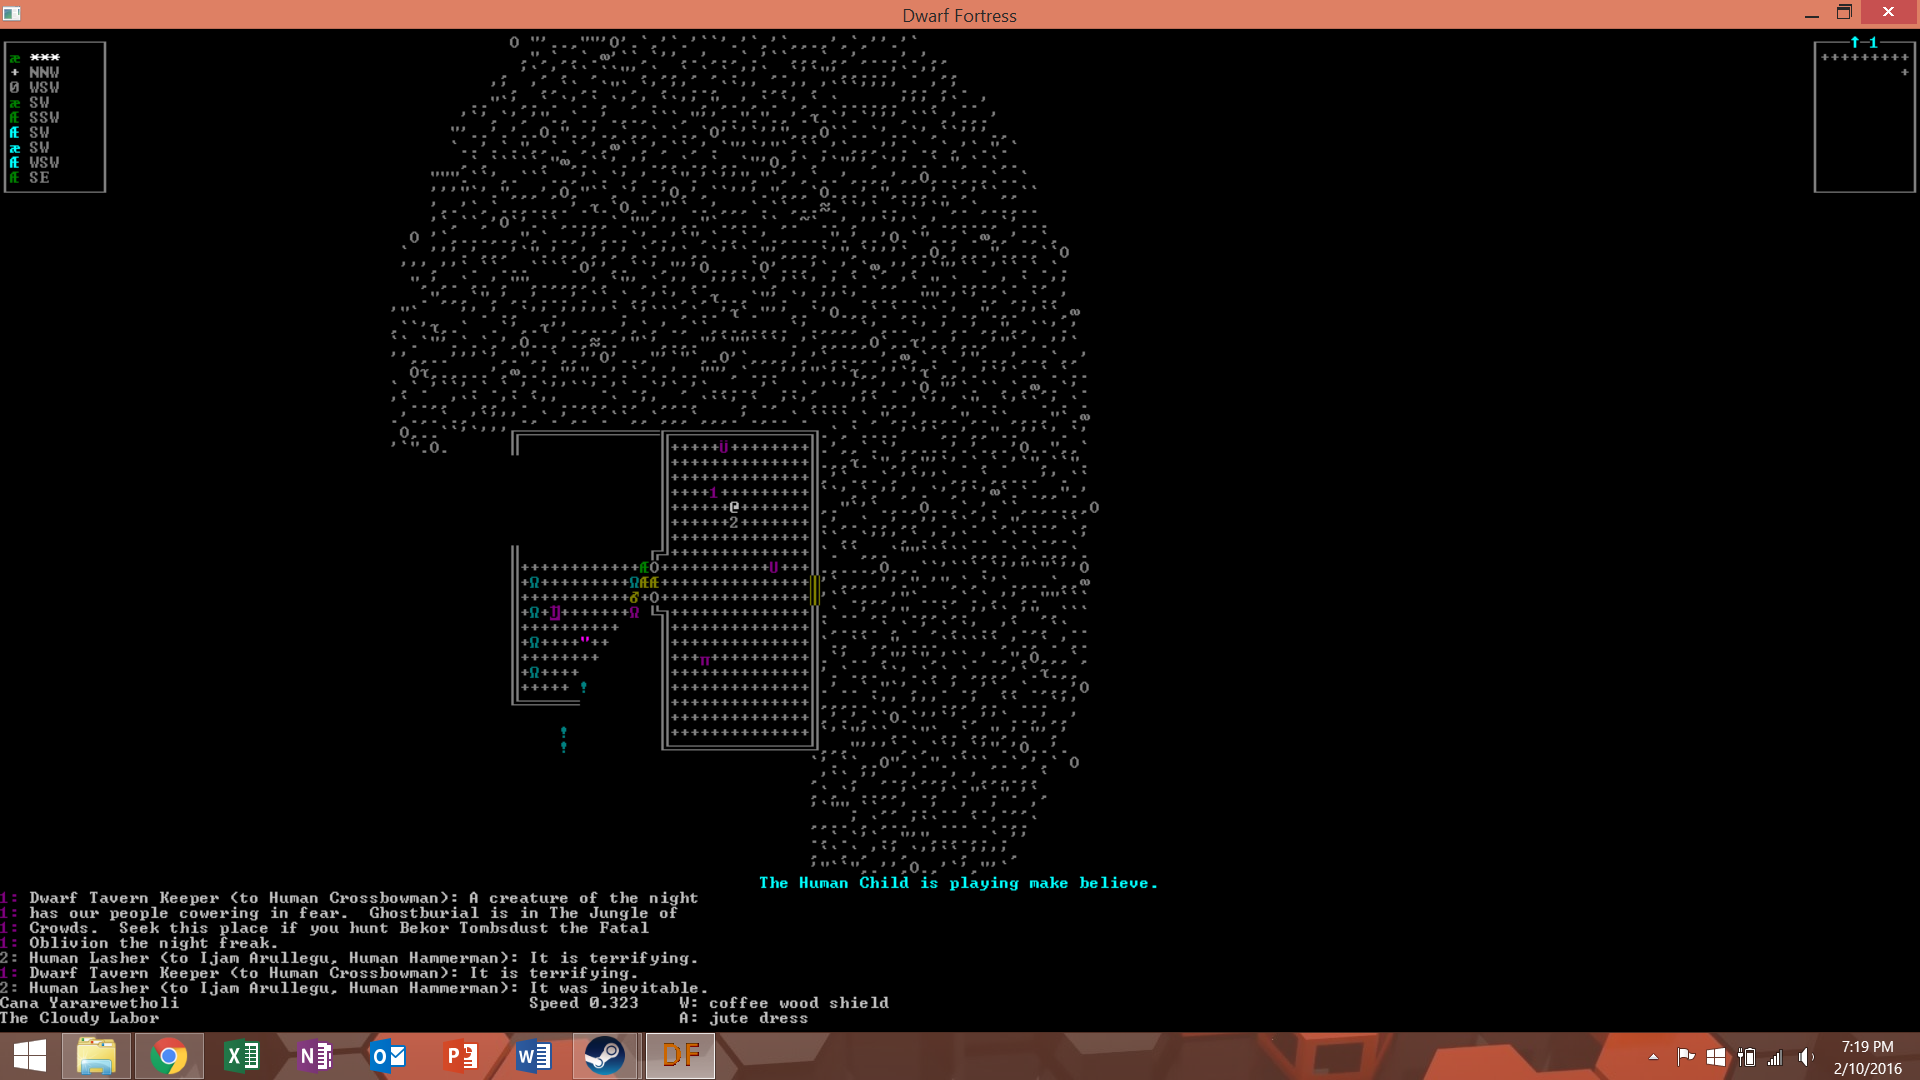 Dwarf Fortress
æ ***
+ NNW
0 WSW
æ SW
Æ SSW
Æ SW
æ SW
Æ WSW
Æ SE
↑ 1
The Human Child is playing make believe.
1: Dwarf Tavern Keeper (to Human Crossbowman): A creature of the night
1: has our people cowering in fear.  Ghostburial is in The Jungle of
1: Crowds.  Seek this place if you hunt Bekor Tombsdust the Fatal
1: Oblivion the night freak.
2: Human Lasher (to Ijam Arullegu, Human Hammerman): It is terrifying.
1: Dwarf Tavern Keeper (to Human Crossbowman): It is terrifying.
2: Human Lasher (to Ijam Arullegu, Human Hammerman): It was inevitable.
Cana Yararewetholi Speed 0.323 W: coffee wood shield
The Cloudy Labor A: jute dress
DF
7:19 PM
2/10/2016